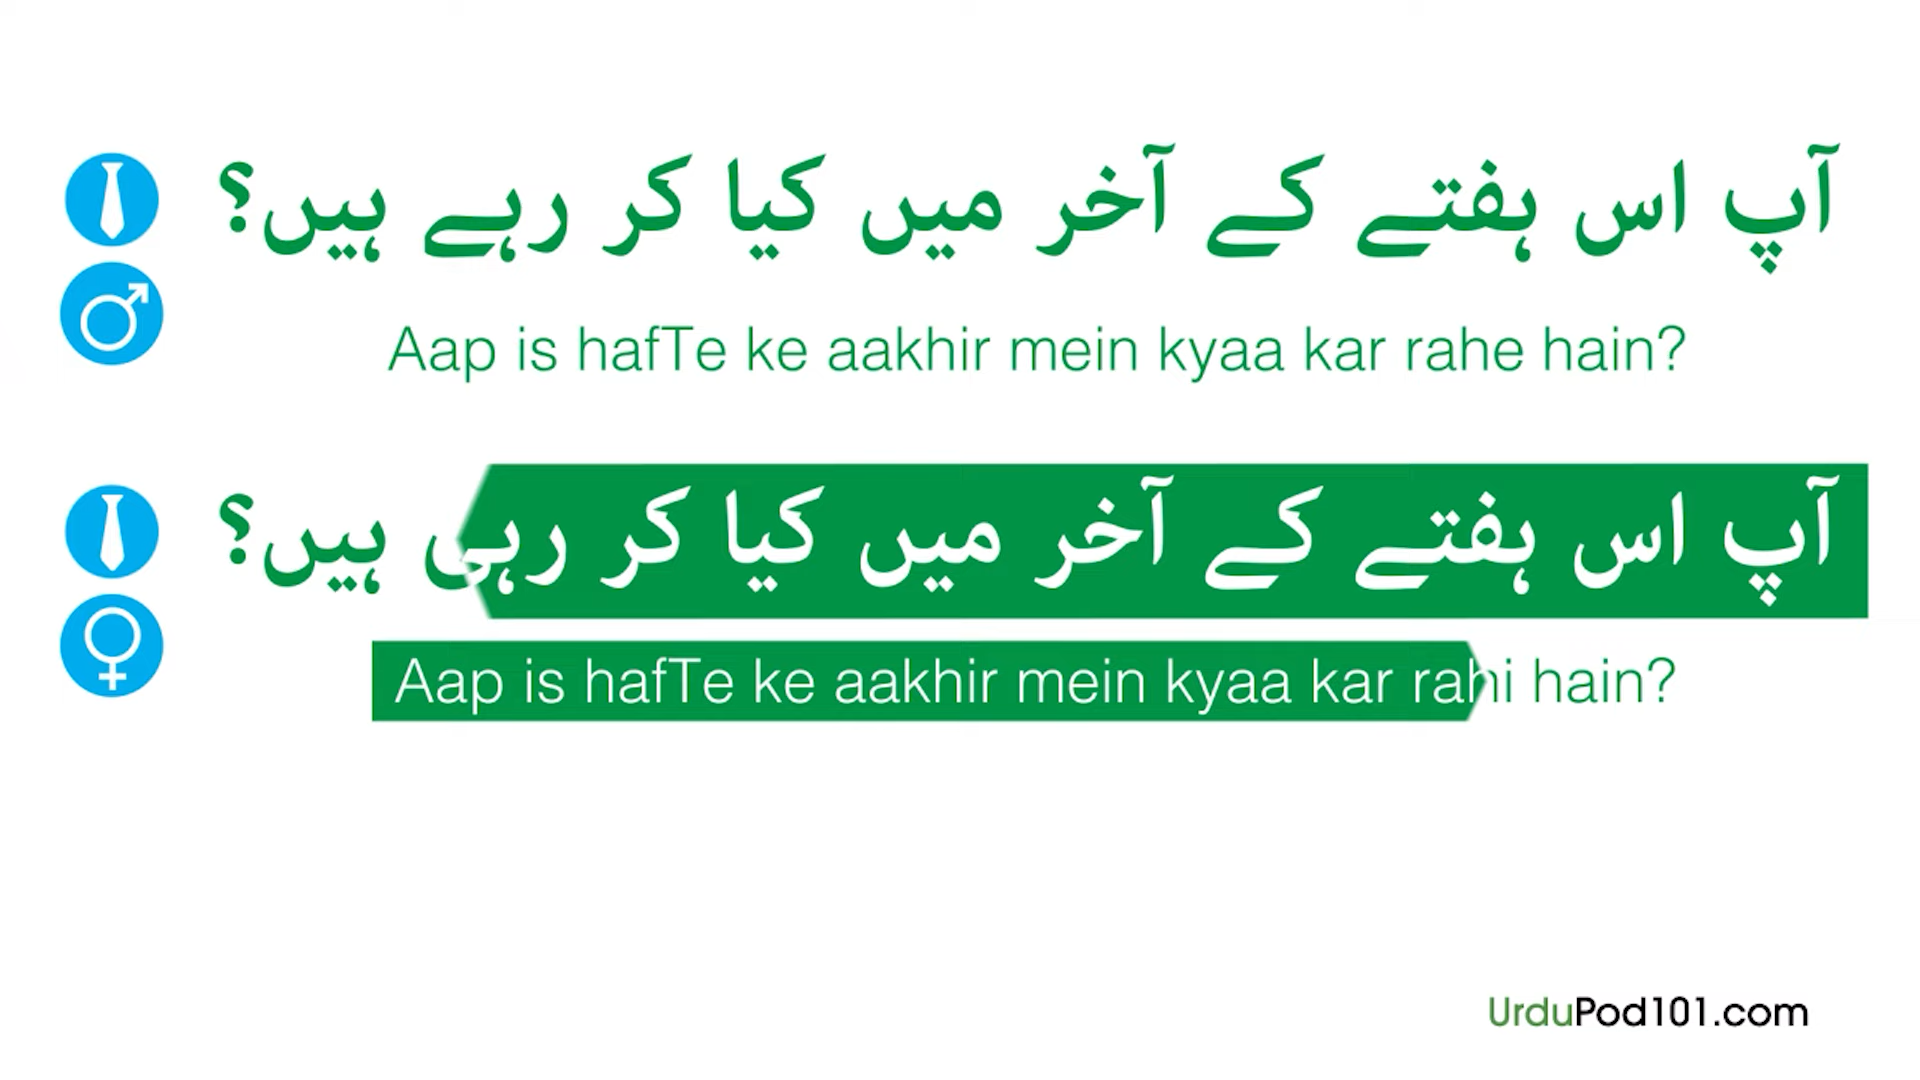 آپ اس ہفتے کے آخر میں کیا کر رہے ہیں؟
Aap is hafTe ke aakhir mein kyaa kar rahe hain?
آپ اس ہفتے کے آخر میں کیا کر رہی ہیں؟
Aap is hafTe ke aakhir mein kyaa kar rahi hain?
UrduPod101.com